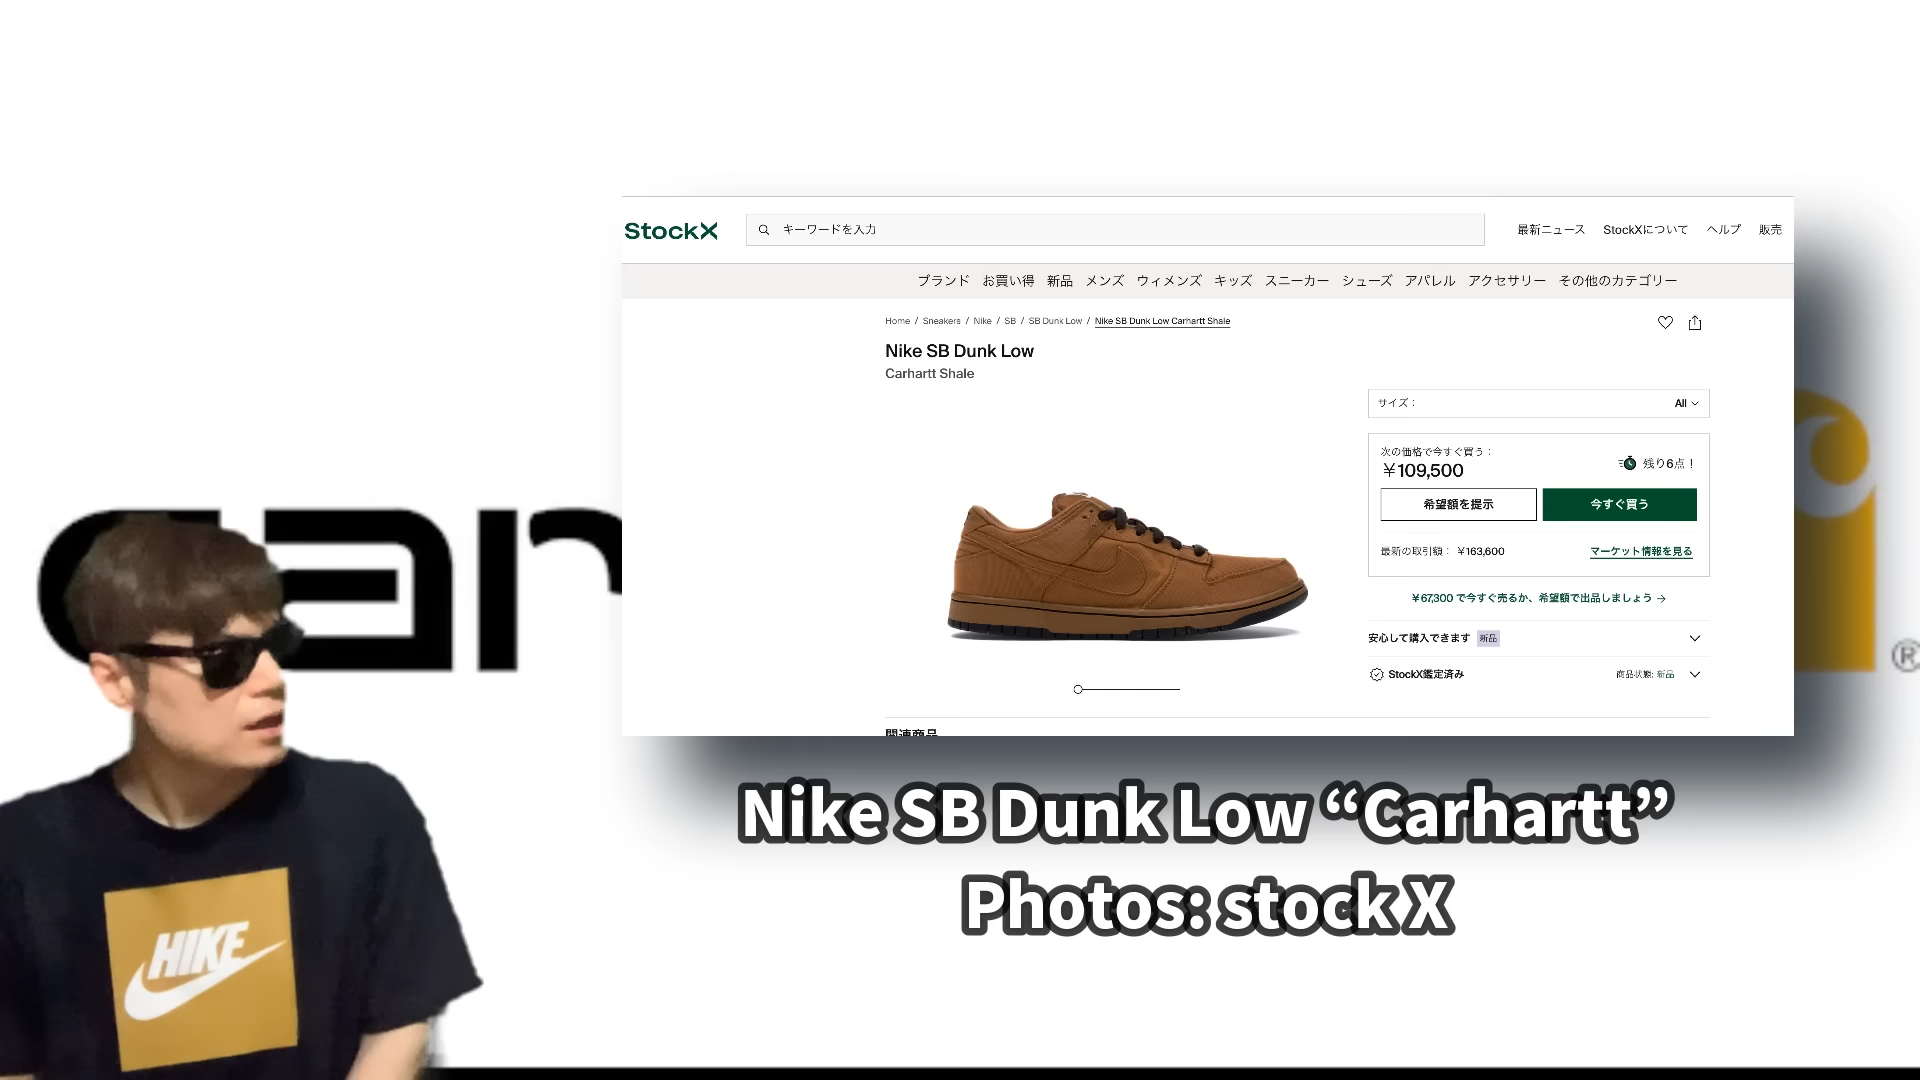 StockX
キーワードを入力
最新ニュース StockXについて ヘルプ 販売
ブランド お買い得 新品 メンズ ウィメンズ キッズ スニーカー シューズ アパレル アクセサリー その他のカテゴリー
Home / Sneakers / Nike / SB / SB Dunk Low / Nike SB Dunk Low Carhartt Shale
Nike SB Dunk Low
Carhartt Shale
サイズ： All
次の価格で今すぐ買う：
¥109,500
残り6点！
希望額を提示 今すぐ買う
最新の取引額： ¥163,600 マーケット情報を見る
¥67,300 で今すぐ売るか、希望額で出品しましょう →
安心して購入できます 新品
StockX鑑定済み 商品状態: 新品
関連商品
car
®
HIKE
Nike SB Dunk Low “Carhartt”
Photos: stock X